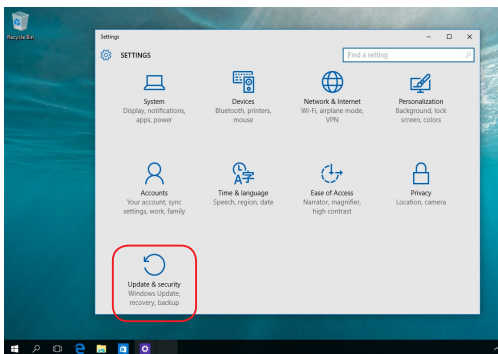 Recycle Bin
Settings
SETTINGS
Find a setting
System
Display, notifications,
apps, power
Devices
Bluetooth, printers,
mouse
Network & Internet
Wi-Fi, airplane mode,
VPN
Personalization
Background, lock
screen, colors
Accounts
Your account, sync
settings, work, family
Time & language
Speech, region, date
Ease of Access
Narrator, magnifier,
high contrast
Privacy
Location, camera
Update & security
Windows Update,
recovery, backup